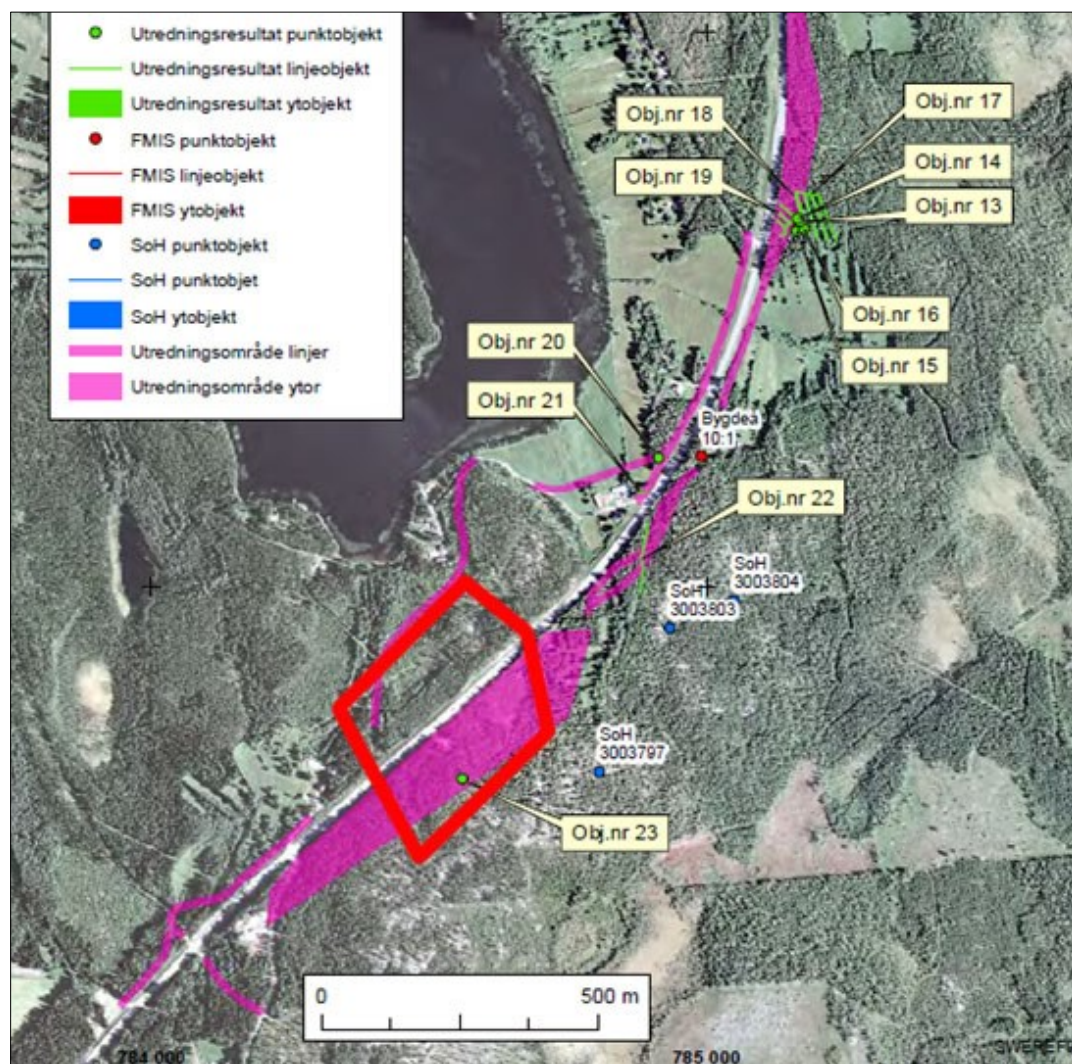 Utredningsresultat punktobjekt
Utredningsresultat linjeobjekt
Utredningsresultat ytobjekt
FMIS punktobjekt
FMIS linjeobjekt
FMIS ytobjekt
SoH punktobjekt
SoH punktobjet
SoH ytobjekt
Utredningsområde linjer
Utredningsområde ytor
Obj.nr 18
Obj.nr 17
Obj.nr 19
Obj.nr 14
Obj.nr 13
Obj.nr 16
Obj.nr 15
Obj.nr 20
Obj.nr 21
Bygdeå
10:1
Obj.nr 22
SoH
3003804
SoH
3003803
SoH
3003797
Obj.nr 23
0 500 m
784 000
785 000